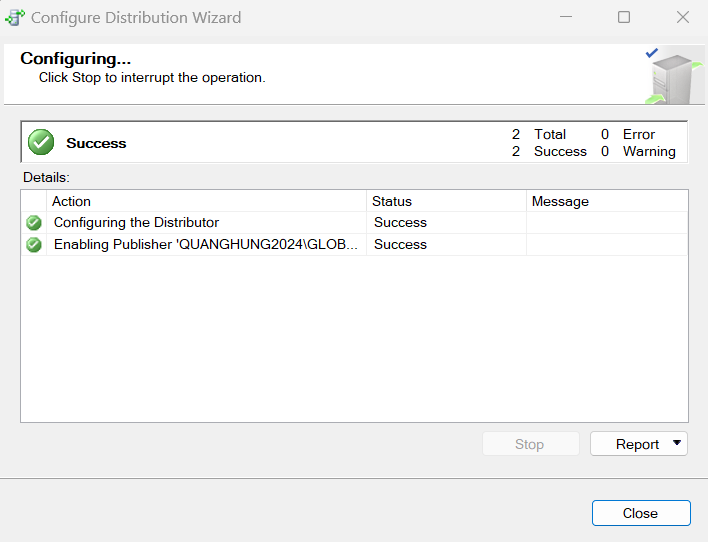 Configure Distribution Wizard
Configuring...
Click Stop to interrupt the operation.
Success 2 Total 0 Error
2 Success 0 Warning
Details:
Action Status Message
Configuring the Distributor Success
Enabling Publisher 'QUANGHUNG2024\GLOB... Success
Stop Report
Close